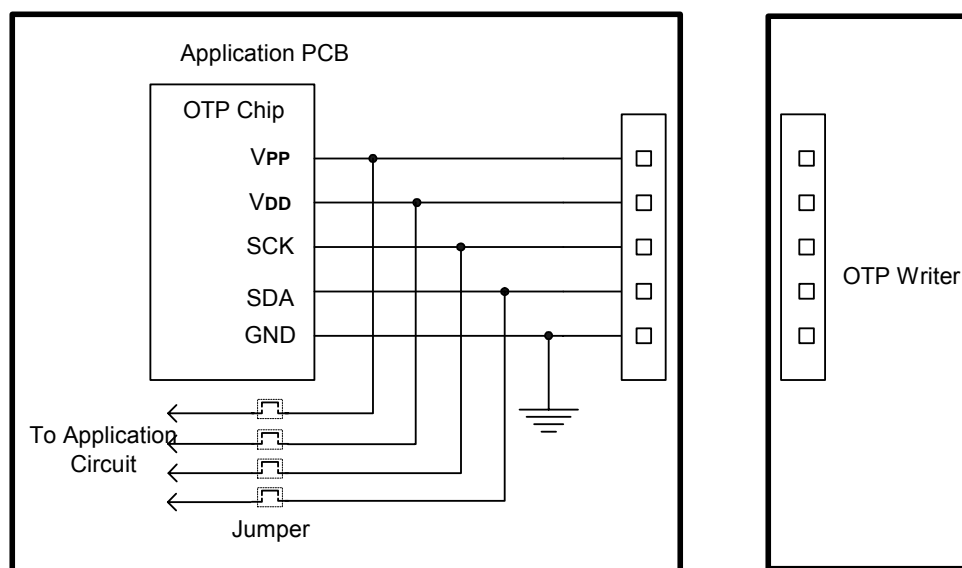 Application PCB
OTP Chip
VPP
VDD
SCK
SDA
GND
OTP Writer
To Application
Circuit
Jumper